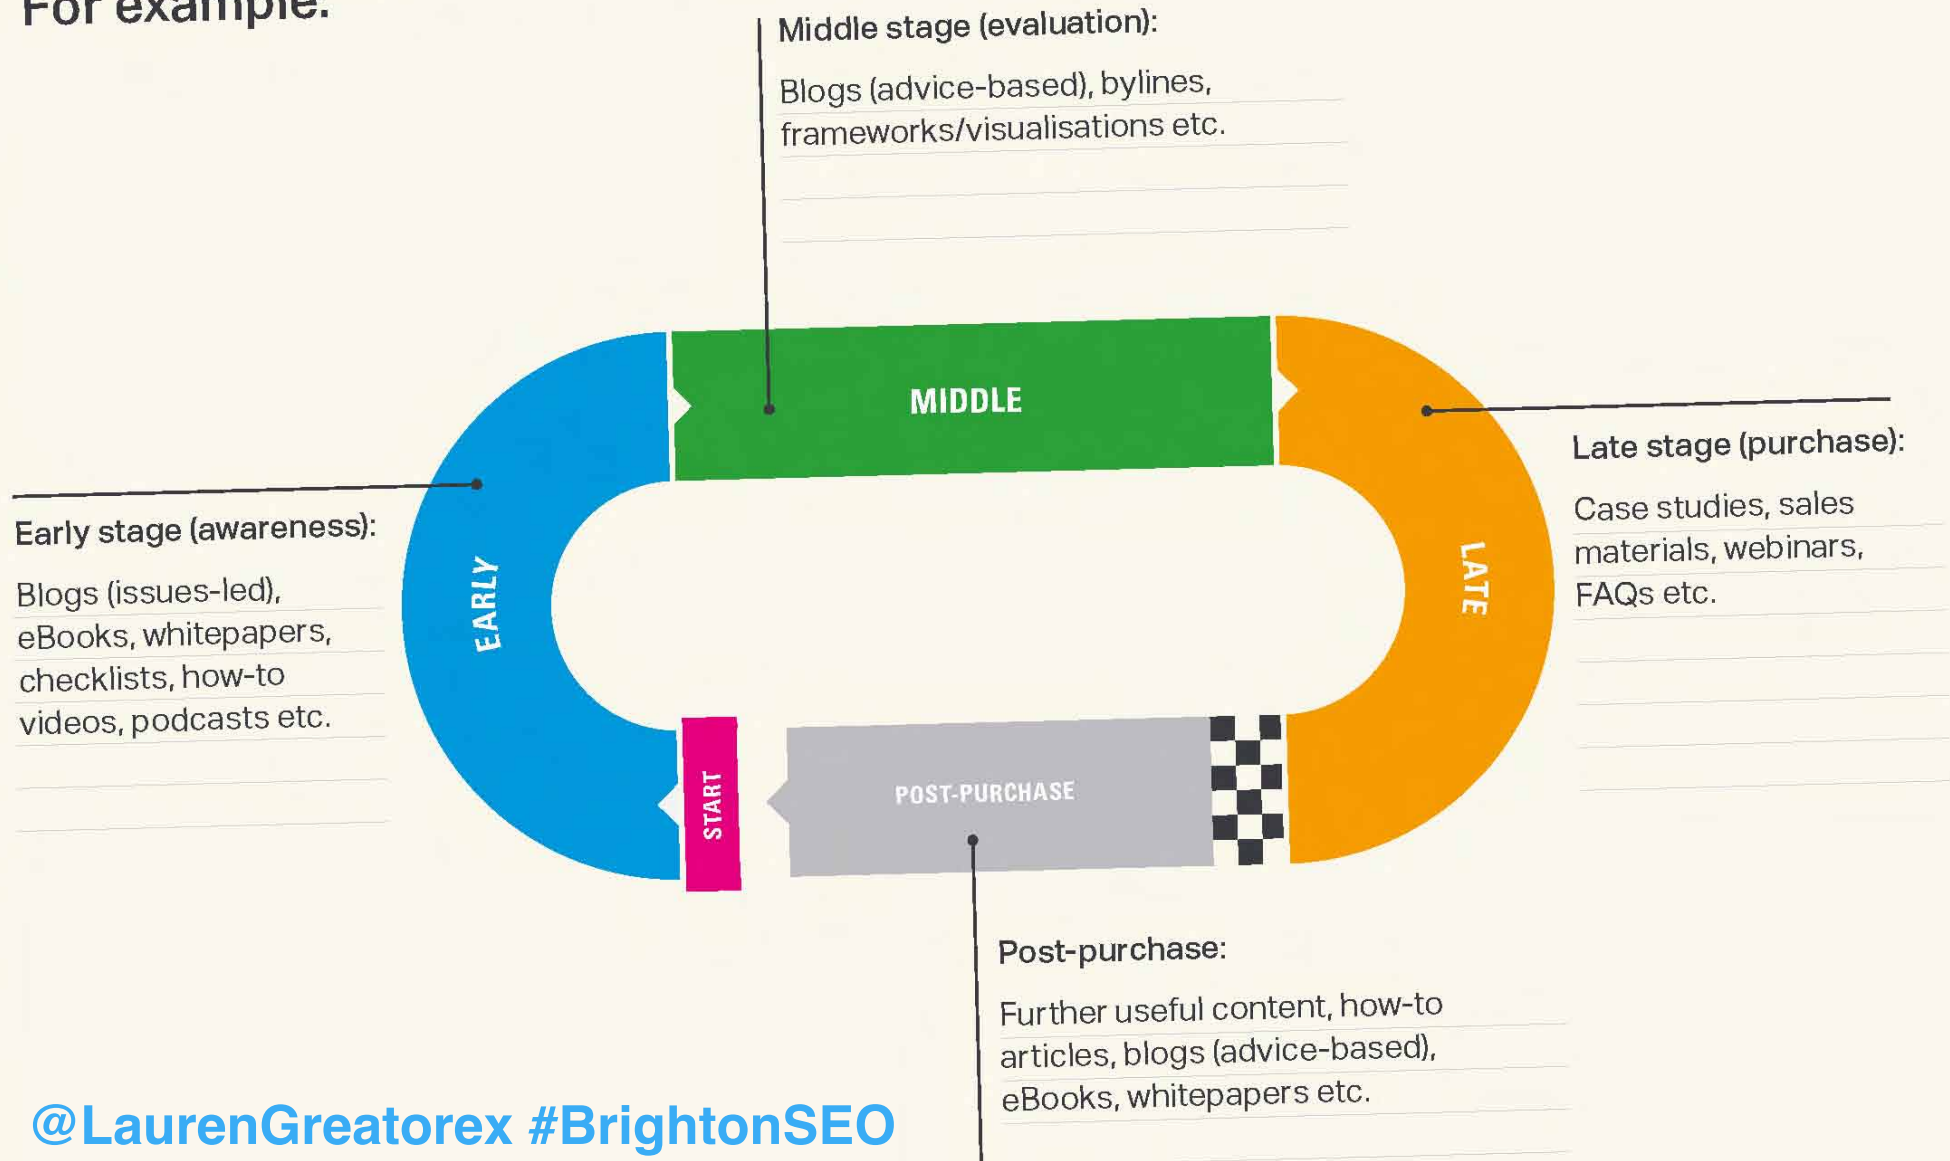 For example:
Middle stage (evaluation):
Blogs (advice-based), bylines,
frameworks/visualisations etc.
MIDDLE
Late stage (purchase):
Case studies, sales
materials, webinars,
FAQs etc.
LATE
Early stage (awareness):
Blogs (issues-led),
eBooks, whitepapers,
checklists, how-to
videos, podcasts etc.
EARLY
START
POST-PURCHASE
Post-purchase:
Further useful content, how-to
articles, blogs (advice-based),
eBooks, whitepapers etc.
@LaurenGreatorex #BrightonSEO